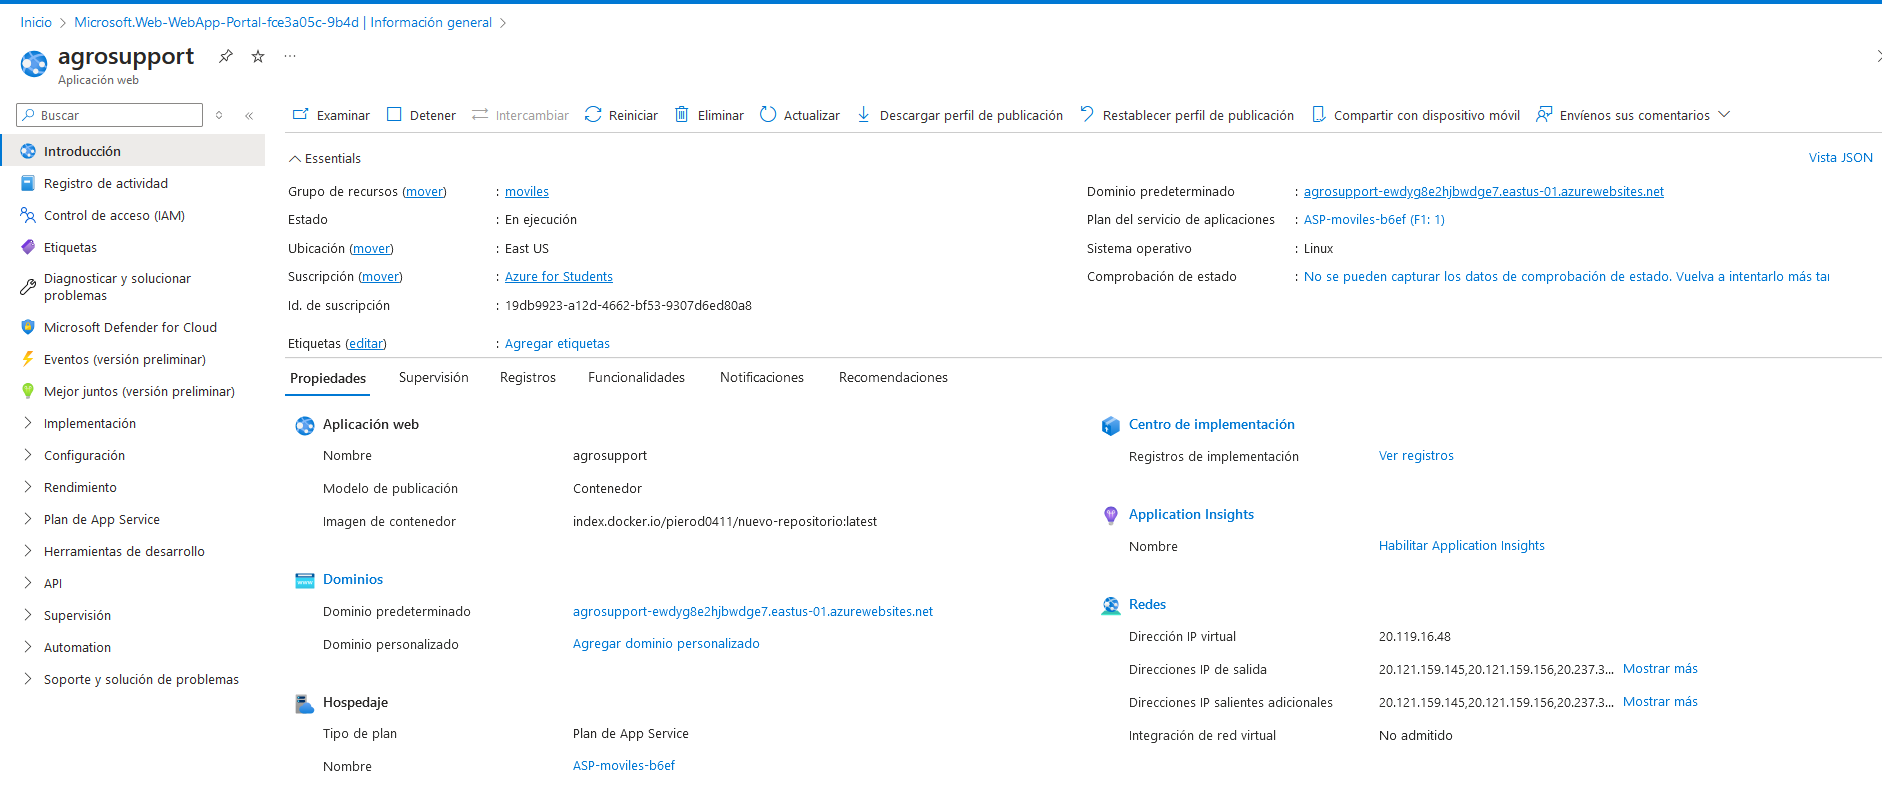 Inicio > Microsoft.Web-WebApp-Portal-fce3a05c-9b4d | Información general >
agrosupport
Aplicación web
Buscar
Examinar Detener Intercambiar Reiniciar Eliminar Actualizar Descargar perfil de publicación Restablecer perfil de publicación Compartir con dispositivo móvil Envíenos sus comentarios
Introducción
Registro de actividad
Control de acceso (IAM)
Etiquetas
Diagnosticar y solucionar
problemas
Microsoft Defender for Cloud
Eventos (versión preliminar)
Mejor juntos (versión preliminar)
Implementación
Configuración
Rendimiento
Plan de App Service
Herramientas de desarrollo
API
Supervisión
Automation
Soporte y solución de problemas
Essentials
Vista JSON
Grupo de recursos (mover) : moviles
Estado : En ejecución
Ubicación (mover) : East US
Suscripción (mover) : Azure for Students
Id. de suscripción : 19db9923-a12d-4662-bf53-9307d6ed80a8
Etiquetas (editar) : Agregar etiquetas
Dominio predeterminado : agrosupport-ewdyg8e2hjbwdge7.eastus-01.azurewebsites.net
Plan del servicio de aplicaciones : ASP-moviles-b6ef (F1: 1)
Sistema operativo : Linux
Comprobación de estado : No se pueden capturar los datos de comprobación de estado. Vuelva a intentarlo más tar
Propiedades Supervisión Registros Funcionalidades Notificaciones Recomendaciones
Aplicación web
Nombre agrosupport
Modelo de publicación Contenedor
Imagen de contenedor index.docker.io/pierod0411/nuevo-repositorio:latest
Dominios
Dominio predeterminado agrosupport-ewdyg8e2hjbwdge7.eastus-01.azurewebsites.net
Dominio personalizado Agregar dominio personalizado
Hospedaje
Tipo de plan Plan de App Service
Nombre ASP-moviles-b6ef
Centro de implementación
Registros de implementación Ver registros
Application Insights
Nombre Habilitar Application Insights
Redes
Dirección IP virtual 20.119.16.48
Direcciones IP de salida 20.121.159.145,20.121.159.156,20.237.3... Mostrar más
Direcciones IP salientes adicionales 20.121.159.145,20.121.159.156,20.237.3... Mostrar más
Integración de red virtual No admitido